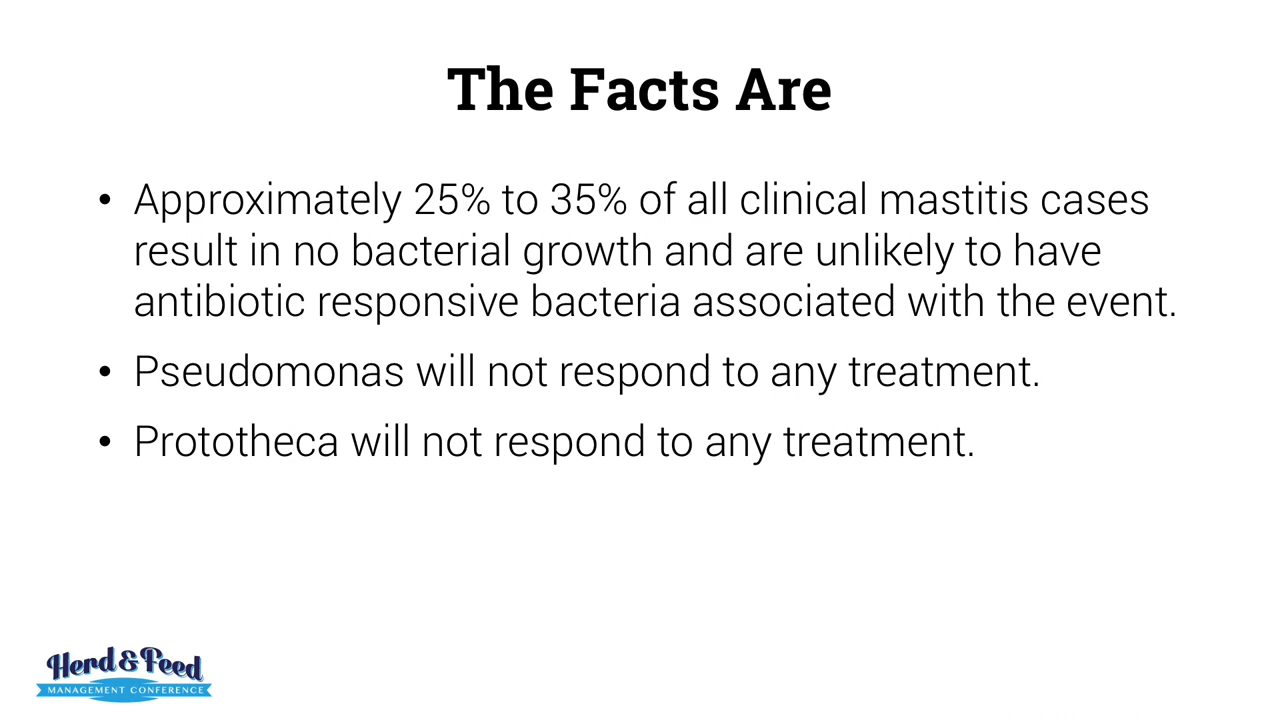 The Facts Are
• Approximately 25% to 35% of all clinical mastitis cases
result in no bacterial growth and are unlikely to have
antibiotic responsive bacteria associated with the event.
• Pseudomonas will not respond to any treatment.
• Prototheca will not respond to any treatment.
Herd & Feed
MANAGEMENT CONFERENCE